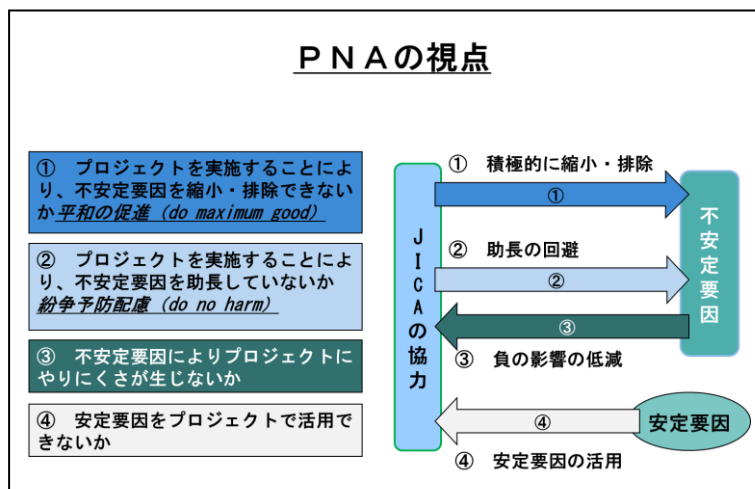 PNAの視点
① プロジェクトを実施することによ
り、不安定要因を縮小・排除できない
か平和の促進 (do maximum good)
② プロジェクトを実施することによ
り、不安定要因を助長していないか
紛争予防配慮 (do no harm)
③ 不安定要因によりプロジェクトに
やりにくさが生じないか
④ 安定要因をプロジェクトで活用で
きないか
JICAの協力
① 積極的に縮小・排除
①
② 助長の回避
②
③
③ 負の影響の低減
④
④ 安定要因の活用
不安定要因
安定要因